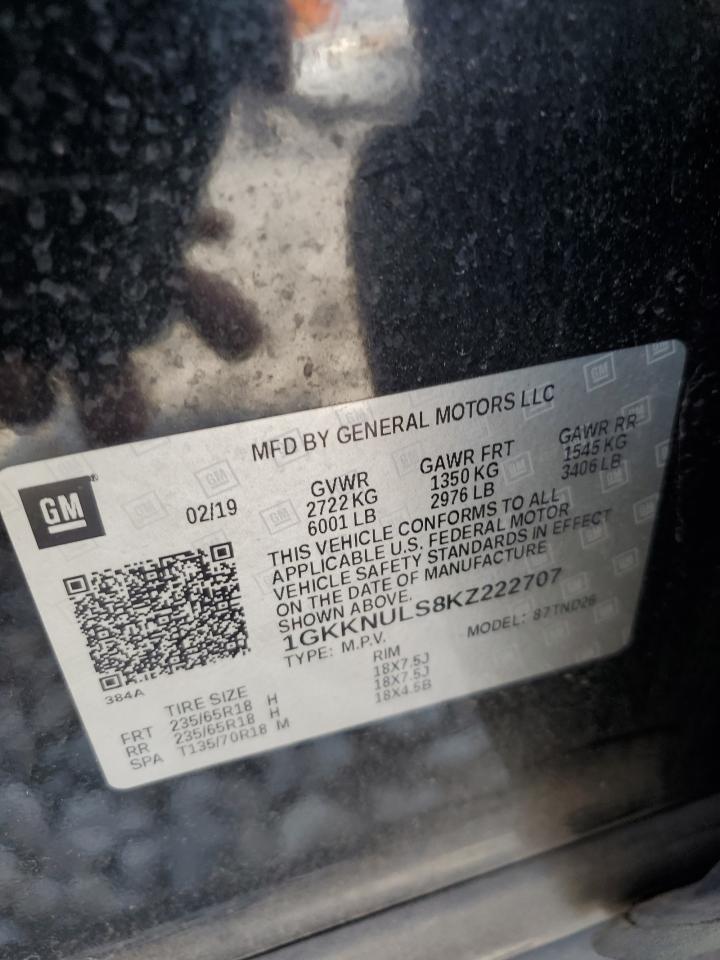 MFD BY GENERAL MOTORS LLC
GM®
02/19
GVWR GAWR FRT GAWR RR
2722 KG 1350 KG 1545 KG
6001 LB 2976 LB 3406 LB
THIS VEHICLE CONFORMS TO ALL
APPLICABLE U.S. FEDERAL MOTOR
VEHICLE SAFETY STANDARDS IN EFFECT
ON THE DATE OF MANUFACTURE
SHOWN ABOVE.
1GKKNULS8KZ222707
TYPE: M.P.V. MODEL: 87TND26
384A
TIRE SIZE RIM
FRT 235/65R18 H 18X7.5J
RR 235/65R18 H 18X7.5J
SPA T135/70R18 M 18X4.5B